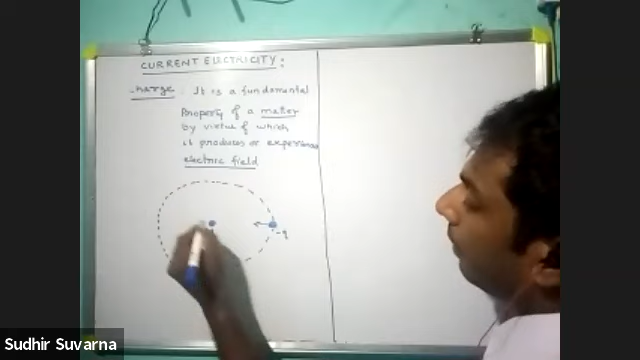 CURRENT ELECTRICITY :
charge : It is a fundamental
Property of a matter
by virtue of which
it produces or experiences
electric field
-q
Sudhir Suvarna